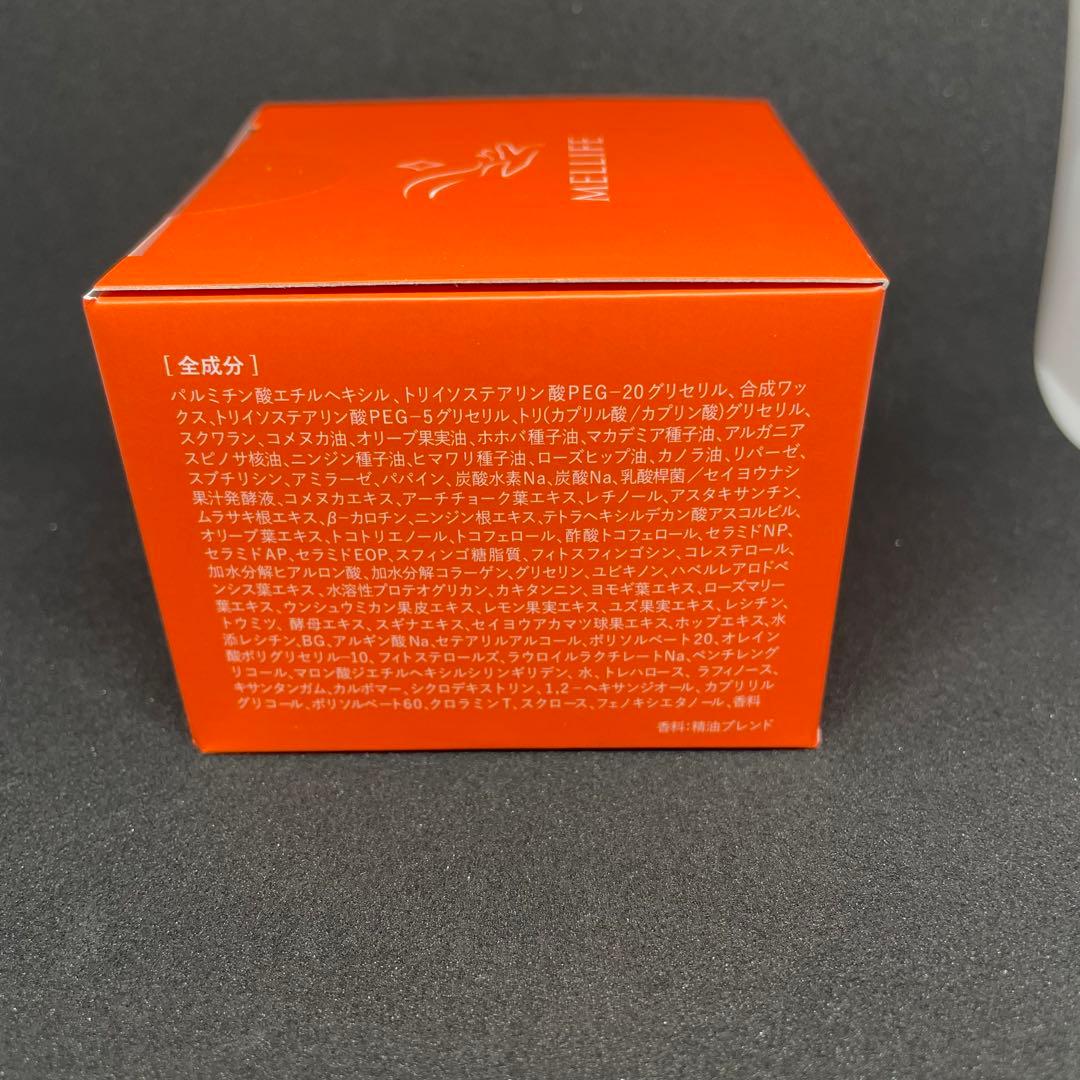 MELLIFE
[ 全成分 ]
パルミチン酸エチルヘキシル、トリイソステアリン酸PEG-20グリセリル、合成ワッ
クス、トリイソステアリン酸PEG-5グリセリル、トリ(カプリル酸/カプリン酸)グリセリル、
スクワラン、コメヌカ油、オリーブ果実油、ホホバ種子油、マカデミア種子油、アルガニア
スピノサ核油、ニンジン種子油、ヒマワリ種子油、ローズヒップ油、カノラ油、リパーゼ、
スブチリシン、アミラーゼ、パパイン、炭酸水素Na、炭酸Na、乳酸桿菌/セイヨウナシ
果汁発酵液、コメヌカエキス、アーチチョーク葉エキス、レチノール、アスタキサンチン、
ムラサキ根エキス、β-カロチン、ニンジン根エキス、テトラヘキシルデカン酸アスコルビル、
オリーブ葉エキス、トコトリエノール、トコフェロール、酢酸トコフェロール、セラミドNP、
セラミドAP、セラミドEOP、スフィンゴ糖脂質、フィトスフィンゴシン、コレステロール、
加水分解ヒアルロン酸、加水分解コラーゲン、グリセリン、ユビキノン、ハベルレアロドペ
ンシス葉エキス、水溶性プロテオグリカン、カキタンニン、ヨモギ葉エキス、ローズマリー
葉エキス、ウンシュウミカン果皮エキス、レモン果実エキス、ユズ果実エキス、レシチン、
トウミツ、酵母エキス、スギナエキス、セイヨウアカマツ球果エキス、ホップエキス、水
添レシチン、BG、アルギン酸Na、セテアリルアルコール、ポリソルベート20、オレイン
酸ポリグリセリル-10、フィトステロールズ、ラウロイルラクチレートNa、ペンチレング
リコール、マロン酸ジエチルヘキシルシリンギリデン、水、トレハロース、ラフィノース、
キサンタンガム、カルボマー、シクロデキストリン、1,2-ヘキサンジオール、カプリリル
グリコール、ポリソルベート60、クロラミンT、スクロース、フェノキシエタノール、香料
香料:精油ブレンド